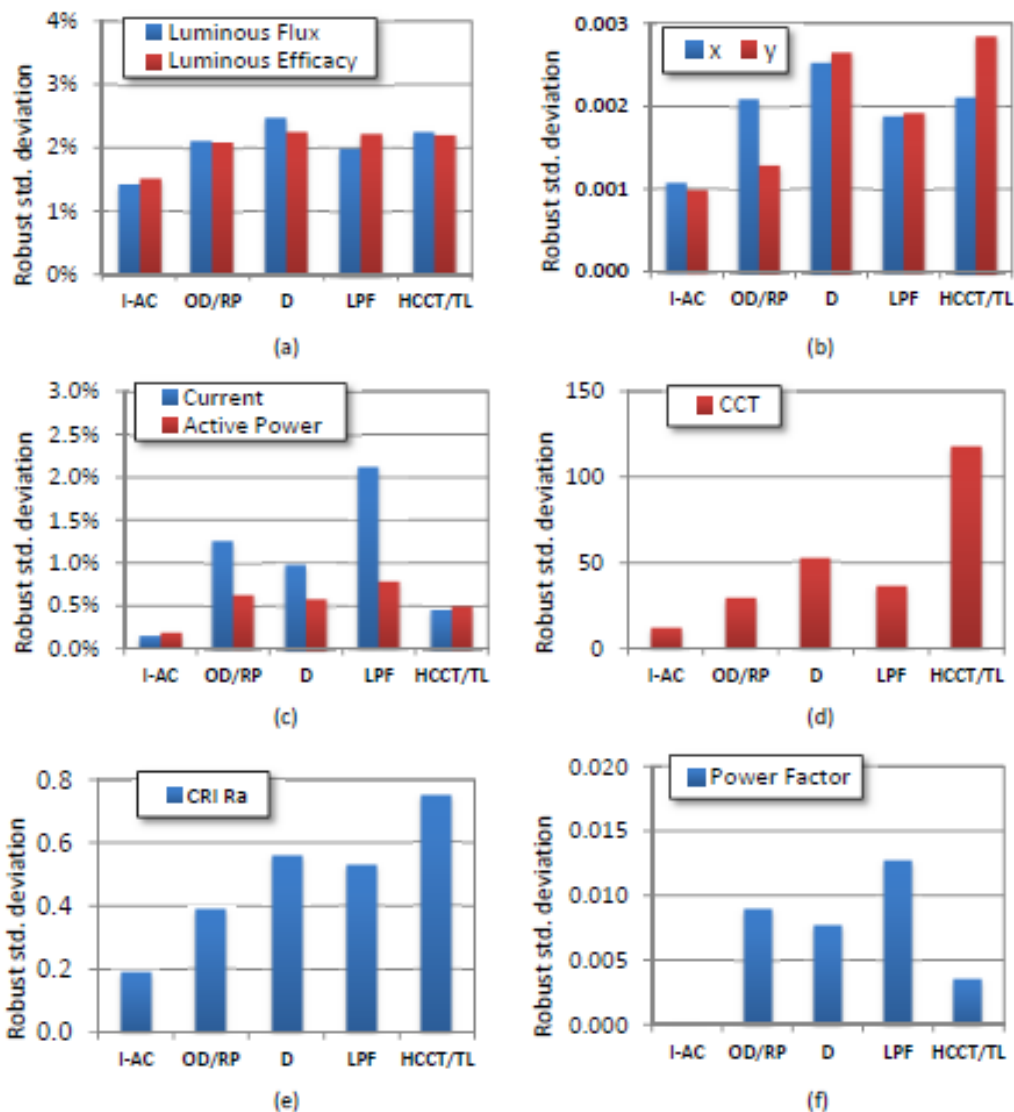 4%
3%
2%
1%
0%
Robust std. deviation
Luminous Flux
Luminous Efficacy
I-AC OD/RP D LPF HCCT/TL
(a)
0.003
0.002
0.001
0.000
Robust std. deviation
x y
I-AC OD/RP D LPF HCCT/TL
(b)
3.0%
2.5%
2.0%
1.5%
1.0%
0.5%
0.0%
Robust std. deviation
Current
Active Power
I-AC OD/RP D LPF HCCT/TL
(c)
150
100
50
0
Robust std. deviation
CCT
I-AC OD/RP D LPF HCCT/TL
(d)
0.8
0.6
0.4
0.2
0.0
Robust std. deviation
CRI Ra
I-AC OD/RP D LPF HCCT/TL
(e)
0.020
0.015
0.010
0.005
0.000
Robust std. deviation
Power Factor
I-AC OD/RP D LPF HCCT/TL
(f)